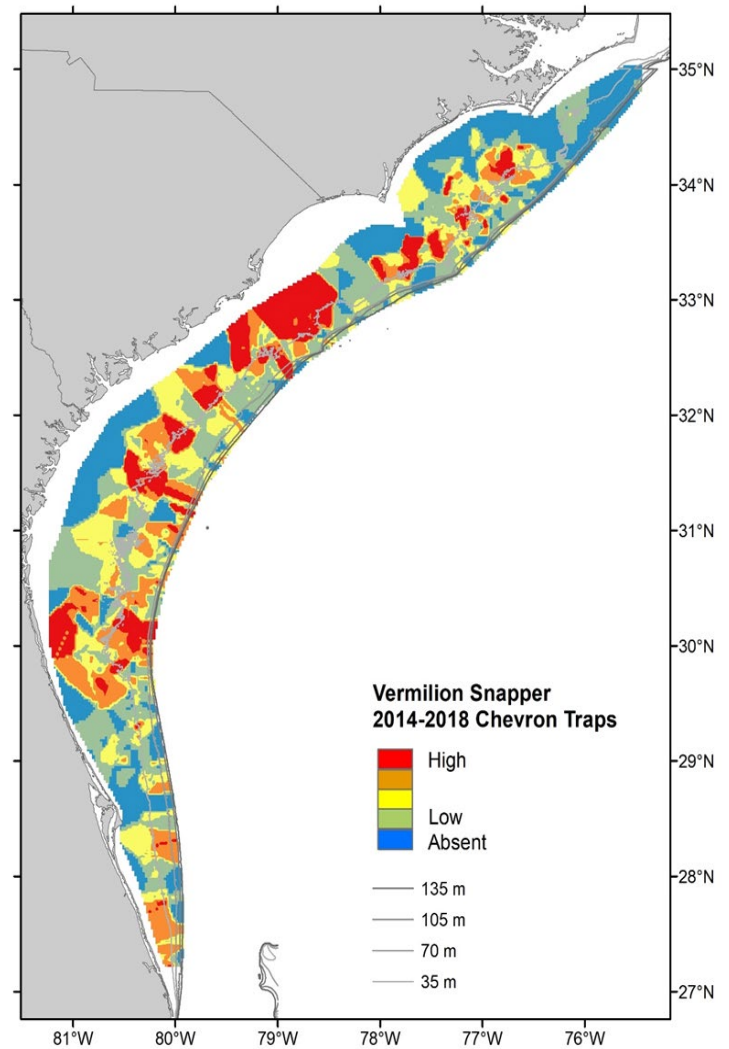 35°N
34°N
33°N
32°N
31°N
30°N
Vermilion Snapper
2014-2018 Chevron Traps
High
29°N
Low
Absent
28°N
135 m
105 m
70 m
35 m
27°N
81°W 80°W 79°W 78°W 77°W 76°W